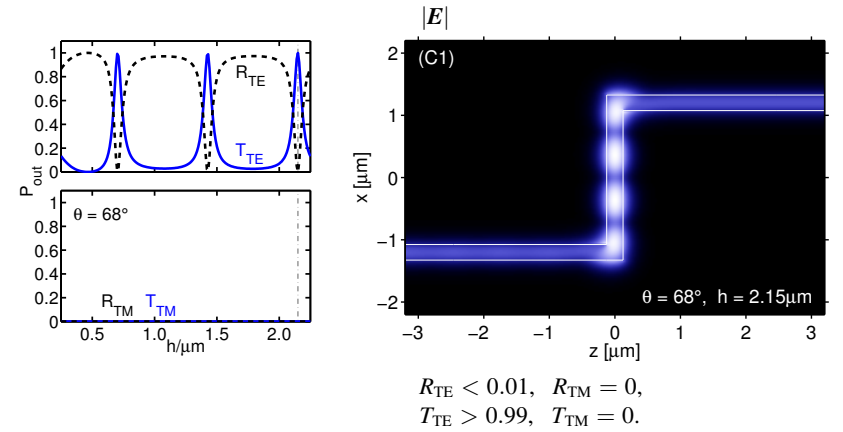 |E|
1
0.8
0.6
0.4
0.2
0
R_TE
T_TE
P_out
1
0.8
0.6
0.4
0.2
0
θ = 68°
R_TM T_TM
0.5 1.0 1.5 2.0
h/μm
(C1)
2
1
0
−1
−2
x [μm]
θ = 68°, h = 2.15μm
−3 −2 −1 0 1 2 3
z [μm]
R_TE < 0.01, R_TM = 0,
T_TE > 0.99, T_TM = 0.